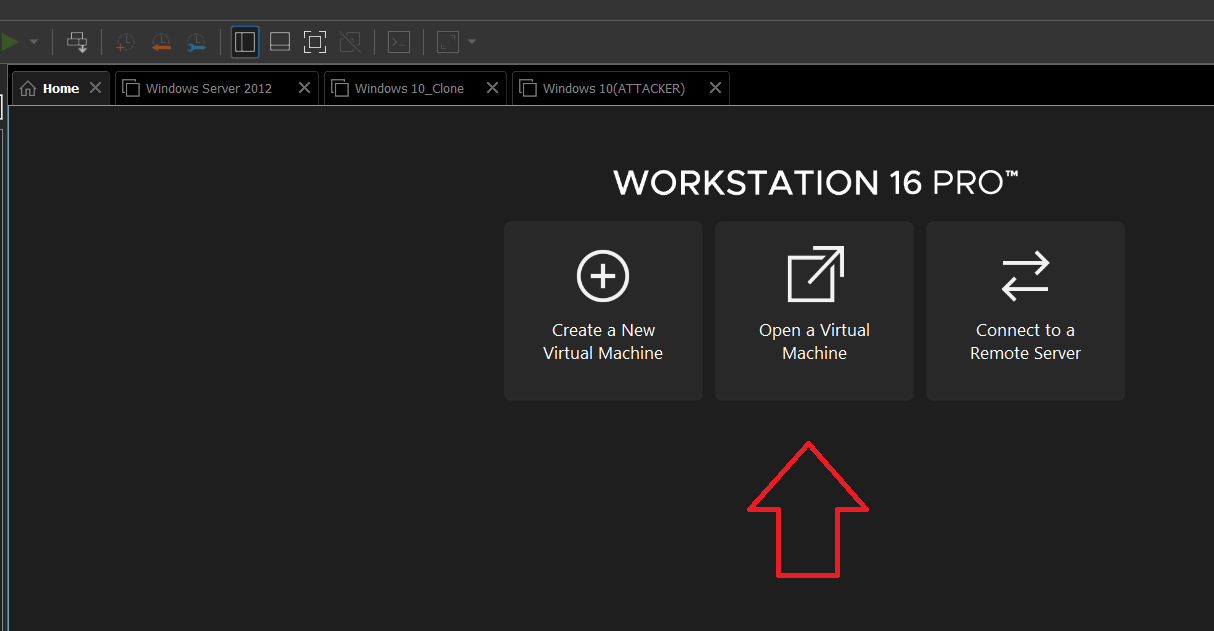 Home
Windows Server 2012
Windows 10_Clone
Windows 10(ATTACKER)
WORKSTATION 16 PRO™
Create a New
Virtual Machine
Open a Virtual
Machine
Connect to a
Remote Server